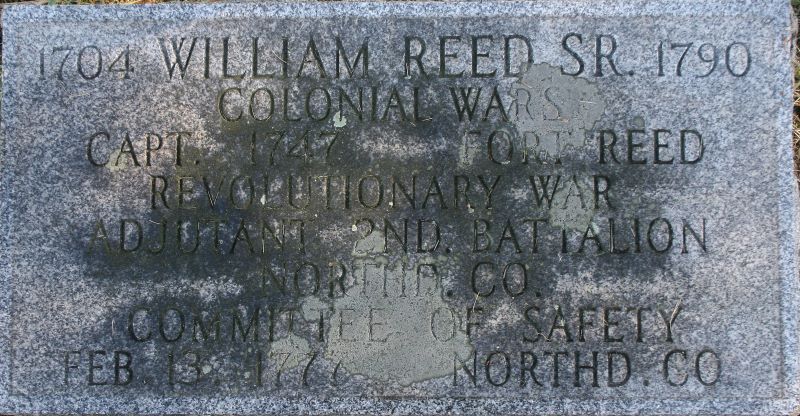 1704 WILLIAM REED SR. 1790
COLONIAL WARS
CAPT. 1747 FORT REED
REVOLUTIONARY WAR
ADJUTANT 2ND. BATTALION
NORTHD. CO.
COMMITTEE OF SAFETY
FEB. 13, 1777 NORTHD. CO